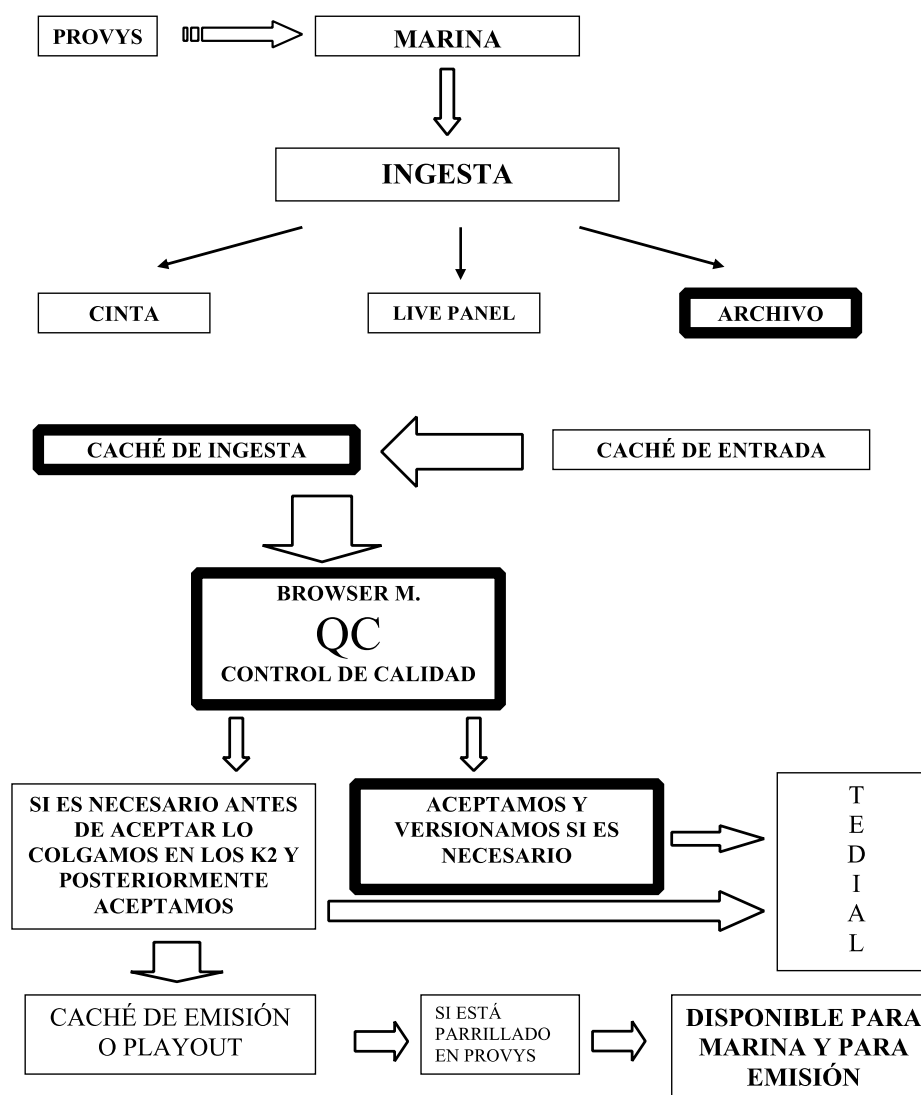 PROVYS
MARINA
INGESTA
CINTA
LIVE PANEL
ARCHIVO
CACHÉ DE INGESTA
CACHÉ DE ENTRADA
BROWSER M.
QC
CONTROL DE CALIDAD
SI ES NECESARIO ANTES
DE ACEPTAR LO
COLGAMOS EN LOS K2 Y
POSTERIORMENTE
ACEPTAMOS
ACEPTAMOS Y
VERSIONAMOS SI ES
NECESARIO
T
E
D
I
A
L
CACHÉ DE EMISIÓN
O PLAYOUT
SI ESTÁ
PARRILLADO
EN PROVYS
DISPONIBLE PARA
MARINA Y PARA
EMISIÓN